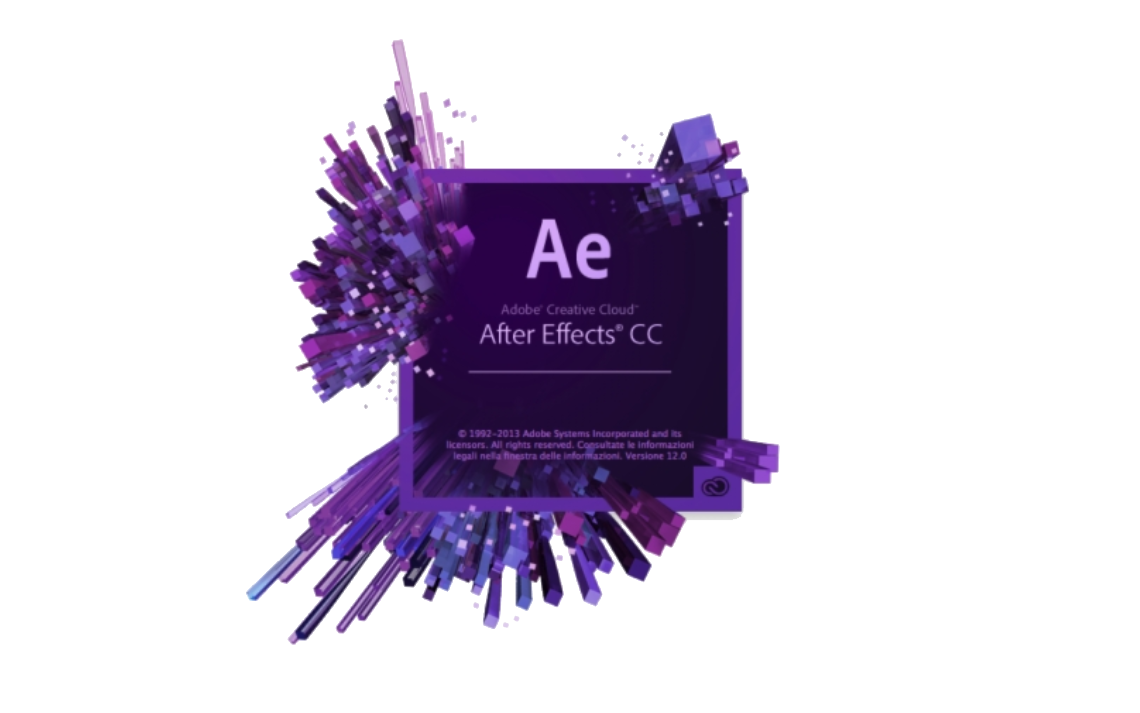 Ae
Adobe® Creative Cloud™
After Effects® CC
© 1992-2013 Adobe Systems Incorporated and its
licensors. All rights reserved. Consultate le informazioni
legali nella finestra delle informazioni. Versione 12.0